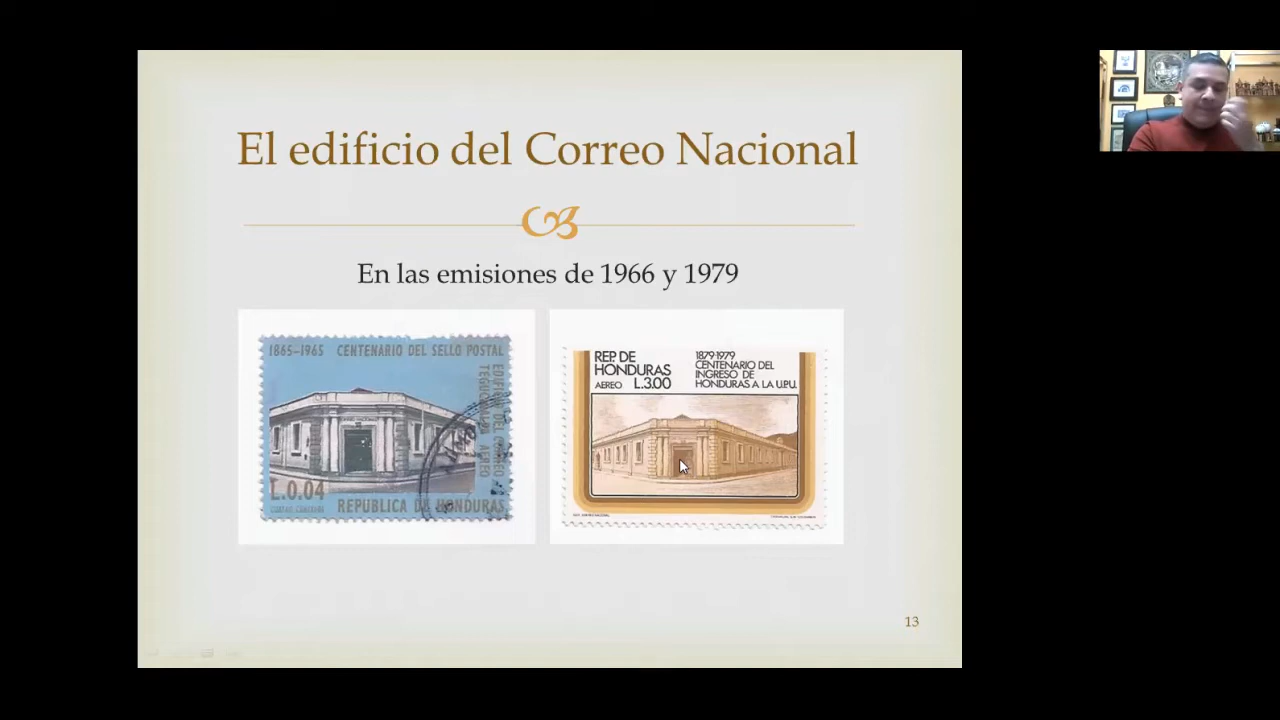 El edificio del Correo Nacional
En las emisiones de 1966 y 1979
1865-1965 CENTENARIO DEL SELLO POSTAL
EDIFICIO DEL CORREO
TEGUCIGALPA AEREO
L.0.04
REPUBLICA DE HONDURAS
REP. DE
HONDURAS
AEREO L.3.00
1879-1979
CENTENARIO DEL
INGRESO DE
HONDURAS A LA U.P.U.
13